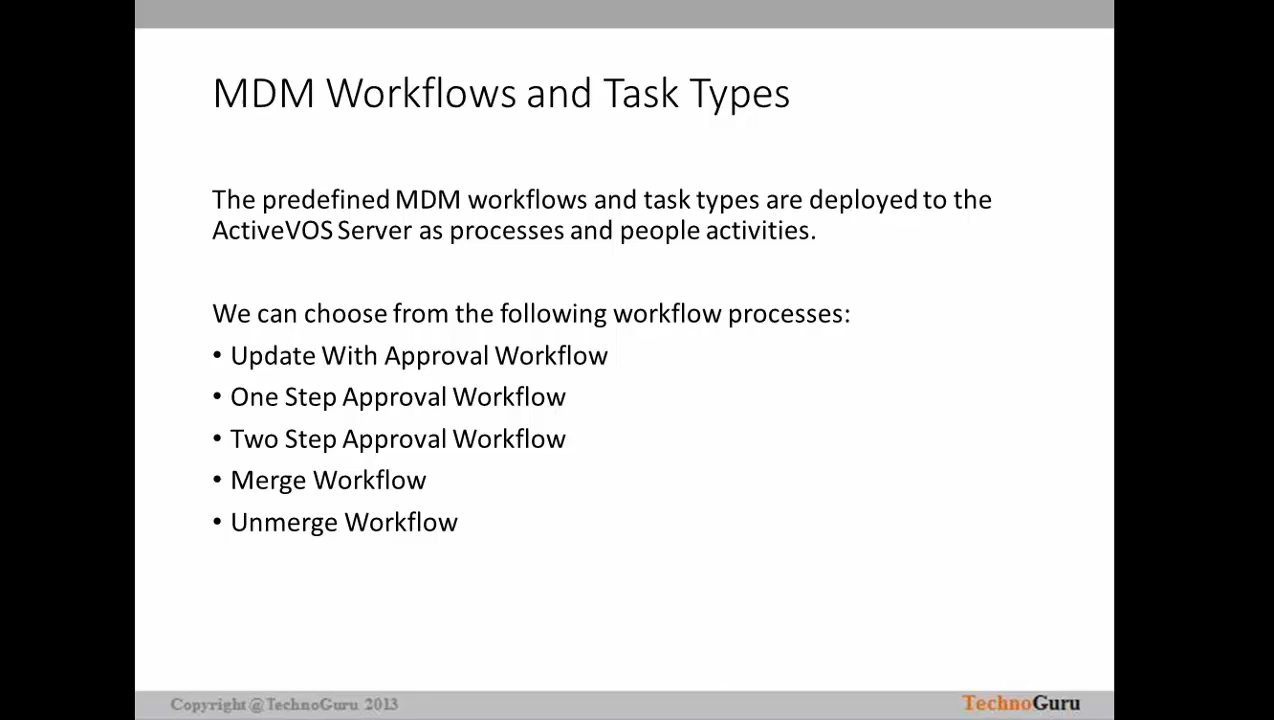 MDM Workflows and Task Types
The predefined MDM workflows and task types are deployed to the
ActiveVOS Server as processes and people activities.
We can choose from the following workflow processes:
• Update With Approval Workflow
• One Step Approval Workflow
• Two Step Approval Workflow
• Merge Workflow
• Unmerge Workflow
Copyright @ TechnoGuru 2013
TechnoGuru